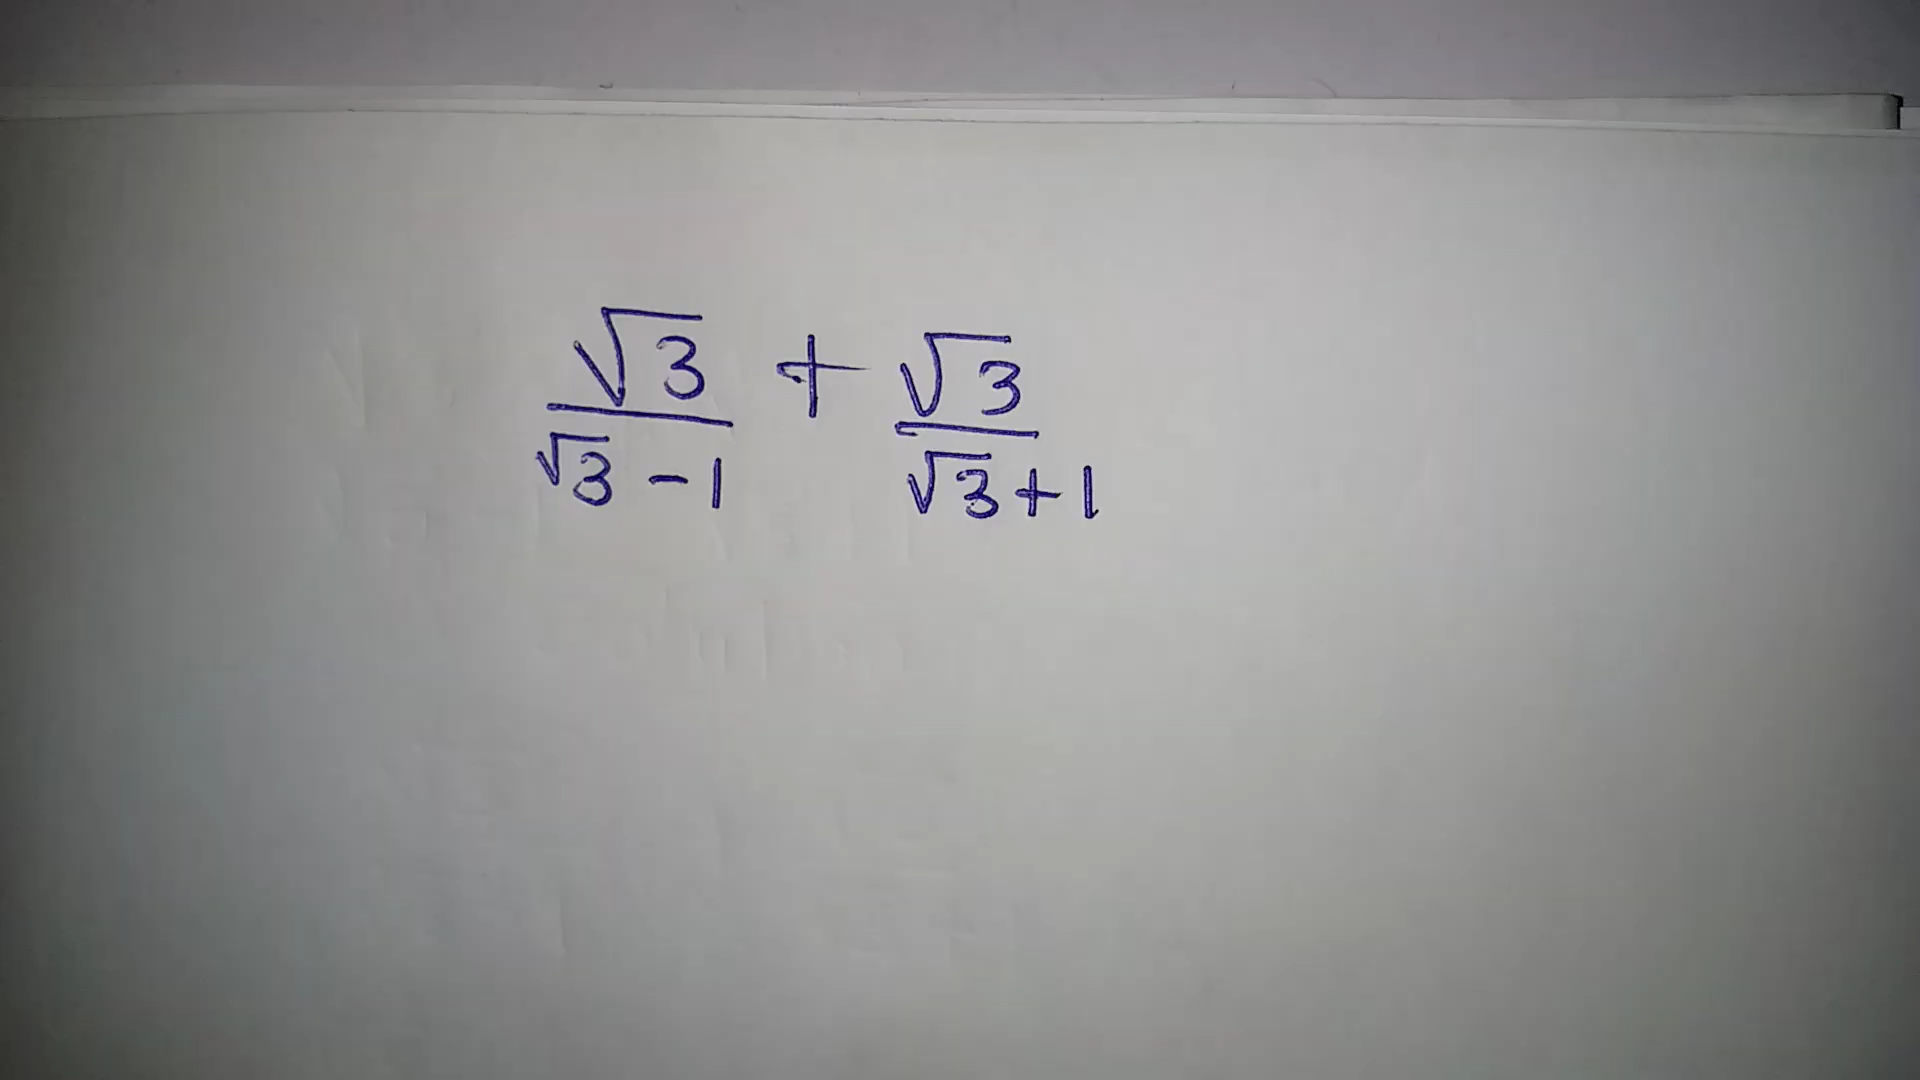 √3 + √3
√3 - 1 √3 + 1